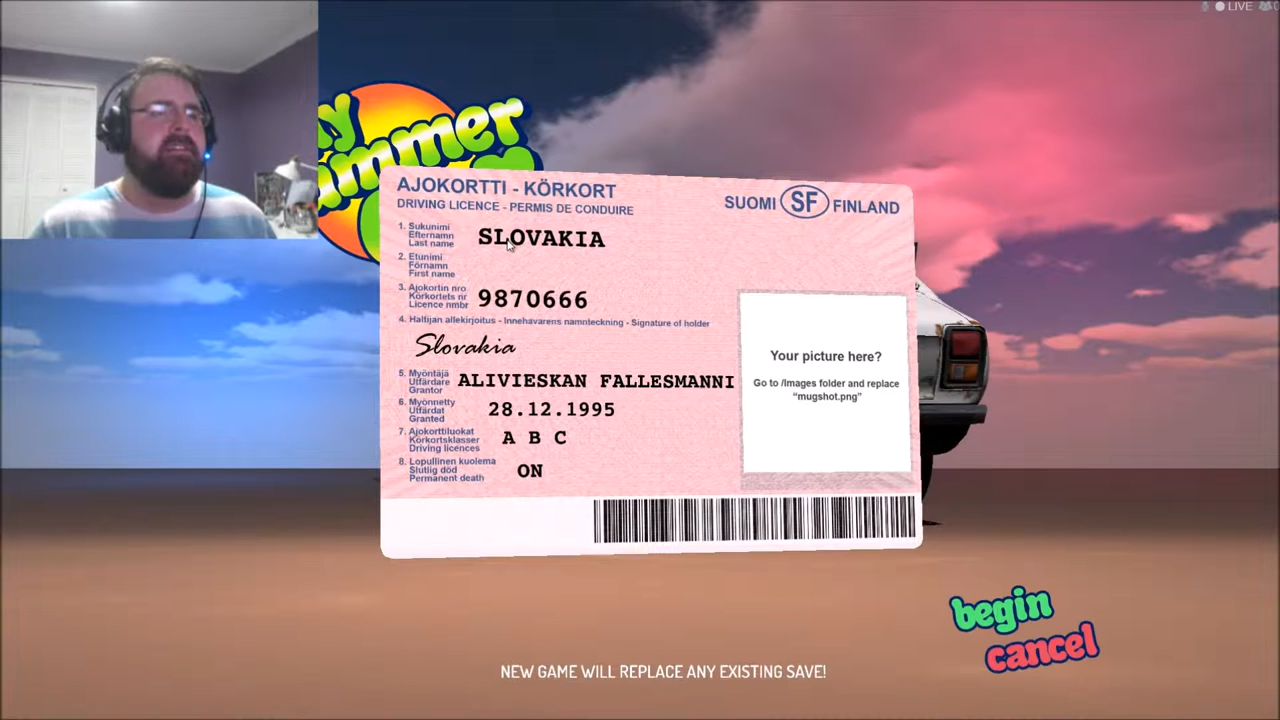 LIVE
My
Summer
AJOKORTTI - KÖRKORT
DRIVING LICENCE - PERMIS DE CONDUIRE
SUOMI SF FINLAND
1. Sukunimi
Efternamn
Last name
SLOVAKIA
2. Etunimi
Förnamn
First name
3. Ajokortin nro
Körkortets nr
Licence nmbr
9870666
4. Haltijan allekirjoitus - Innehavarens namnteckning - Signature of holder
Slovakia
5. Myöntäjä
Utfärdare
Grantor
ALIVIESKAN FALLESMANNI
6. Myönnetty
Utfärdat
Granted
28.12.1995
7. Ajokorttiluokat
Körkortsklasser
Driving licences
A B C
8. Lopullinen kuolema
Slutlig död
Permanent death
ON
Your picture here?
Go to /Images folder and replace
"mugshot.png"
begin
cancel
NEW GAME WILL REPLACE ANY EXISTING SAVE!